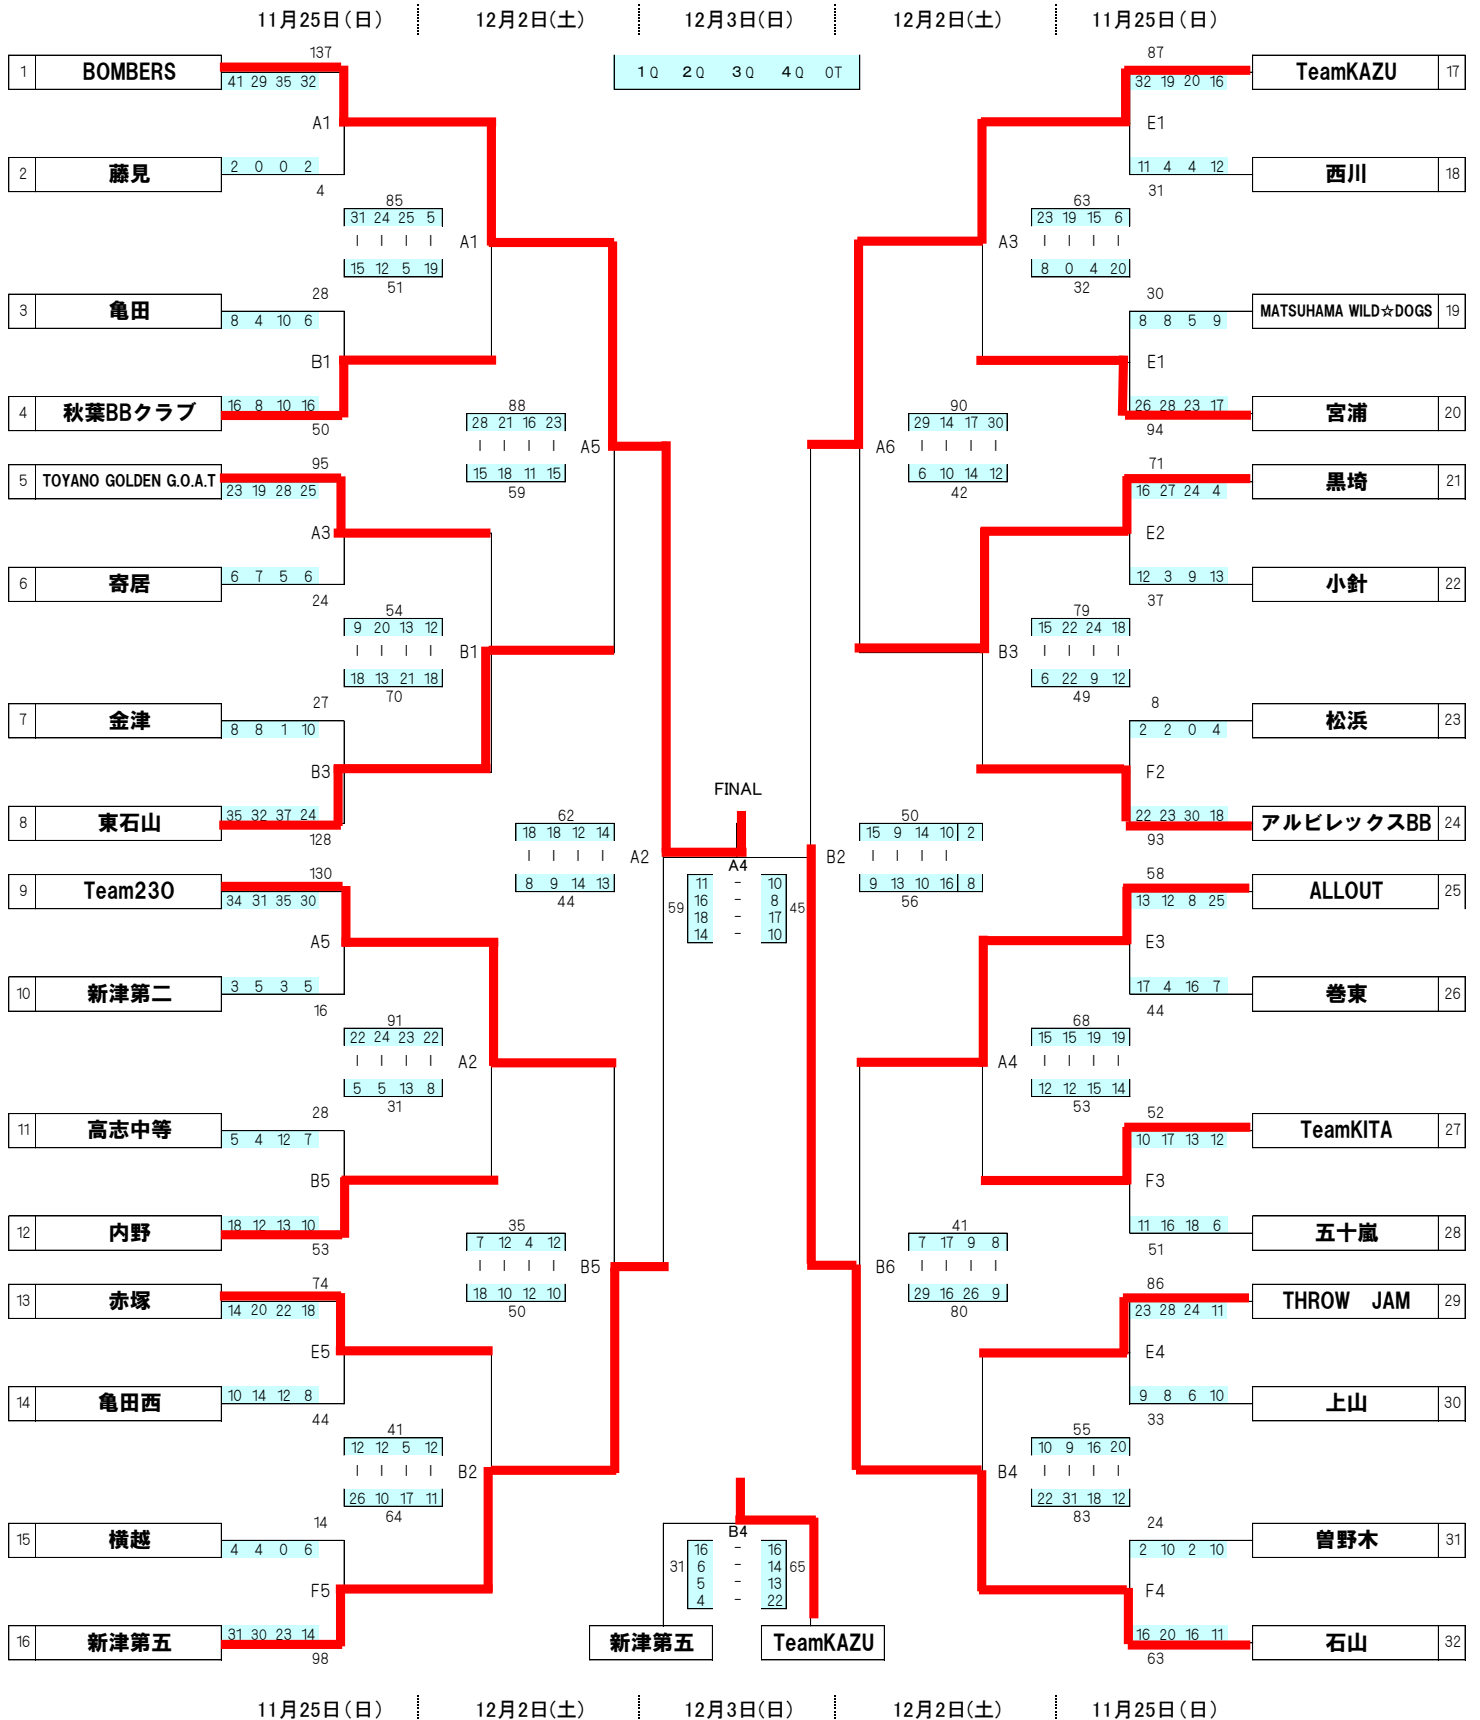 11月25日(日) 12月2日(土) 12月3日(日) 12月2日(土) 11月25日(日)
1Q 2Q 3Q 4Q OT
137
1 BOMBERS 41 29 35 32
A1
2 藤見 2 0 0 2
4
85
31 24 25 5
A1
15 12 5 19
51
28
3 亀田 8 4 10 6
B1
4 秋葉BBクラブ 16 8 10 16
50
88
28 21 16 23
A5
15 18 11 15
59
95
5 TOYANO GOLDEN G.O.A.T 23 19 28 25
A3
6 寄居 6 7 5 6
24
54
9 20 13 12
B1
18 13 21 18
70
27
7 金津 8 8 1 10
B3
8 東石山 35 32 37 24
128
62
18 18 12 14
A2
8 9 14 13
44
130
9 Team230 34 31 35 30
A5
10 新津第二 3 5 3 5
16
91
22 24 23 22
A2
5 5 13 8
31
28
11 高志中等 5 4 12 7
B5
12 内野 18 12 13 10
53
35
7 12 4 12
B5
18 10 12 10
50
74
13 赤塚 14 20 22 18
E5
14 亀田西 10 14 12 8
44
41
12 12 5 12
B2
26 10 17 11
64
14
15 横越 4 4 0 6
F5
16 新津第五 31 30 23 14
98
FINAL
A4
11 - 10
16 - 8
59 45
18 - 17
14 - 10
B4
16 - 16
31 6 - 14 65
5 - 13
4 - 22
新津第五 TeamKAZU
87
32 19 20 16 TeamKAZU 17
E1
11 4 4 12 西川 18
31
63
23 19 15 6
A3
8 0 4 20
32
30
8 8 5 9 MATSUHAMA WILD☆DOGS 19
E1
26 28 23 17 宮浦 20
94
90
29 14 17 30
A6
6 10 14 12
42
71
16 27 24 4 黒埼 21
E2
12 3 9 13 小針 22
37
79
15 22 24 18
B3
6 22 9 12
49
8
2 2 0 4 松浜 23
F2
22 23 30 18 アルビレックスBB 24
93
50
15 9 14 10 2
B2
9 13 10 16 8
56
58
13 12 8 25 ALLOUT 25
E3
17 4 16 7 巻東 26
44
68
15 15 19 19
A4
12 12 15 14
53
52
10 17 13 12 TeamKITA 27
F3
11 16 18 6 五十嵐 28
51
41
7 17 9 8
B6
29 16 26 9
80
86
23 28 24 11 THROW JAM 29
E4
9 8 6 10 上山 30
33
55
10 9 16 20
B4
22 31 18 12
83
24
2 10 2 10 曽野木 31
F4
16 20 16 11 石山 32
63
11月25日(日) 12月2日(土) 12月3日(日) 12月2日(土) 11月25日(日)